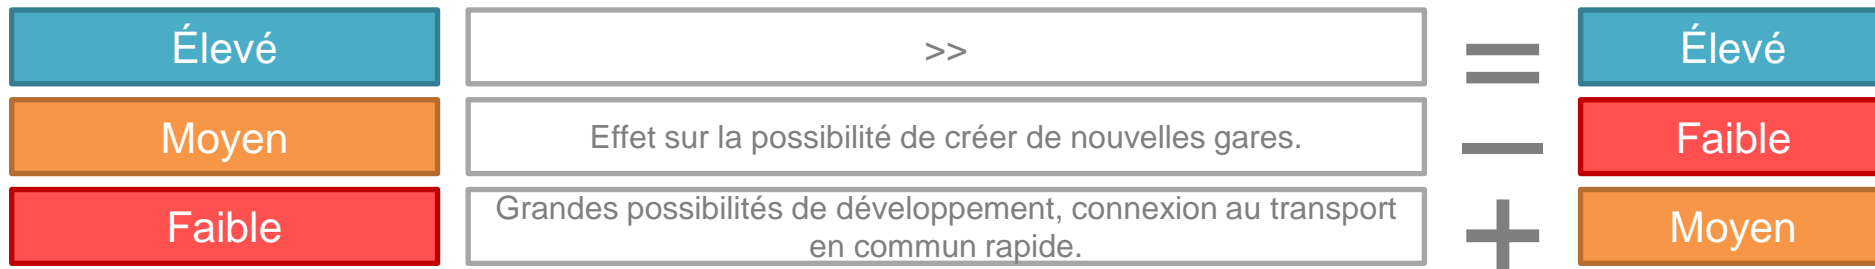 Élevé >> = Élevé
Moyen Effet sur la possibilité de créer de nouvelles gares. — Faible
Faible Grandes possibilités de développement, connexion au transport
en commun rapide. + Moyen